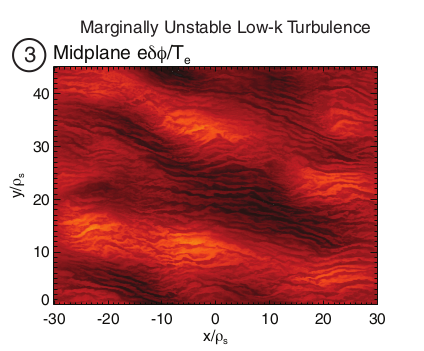 Marginally Unstable Low-k Turbulence
3 Midplane eδϕ/Te
40
30
20
10
0
y/ρs
-30 -20 -10 0 10 20 30
x/ρs